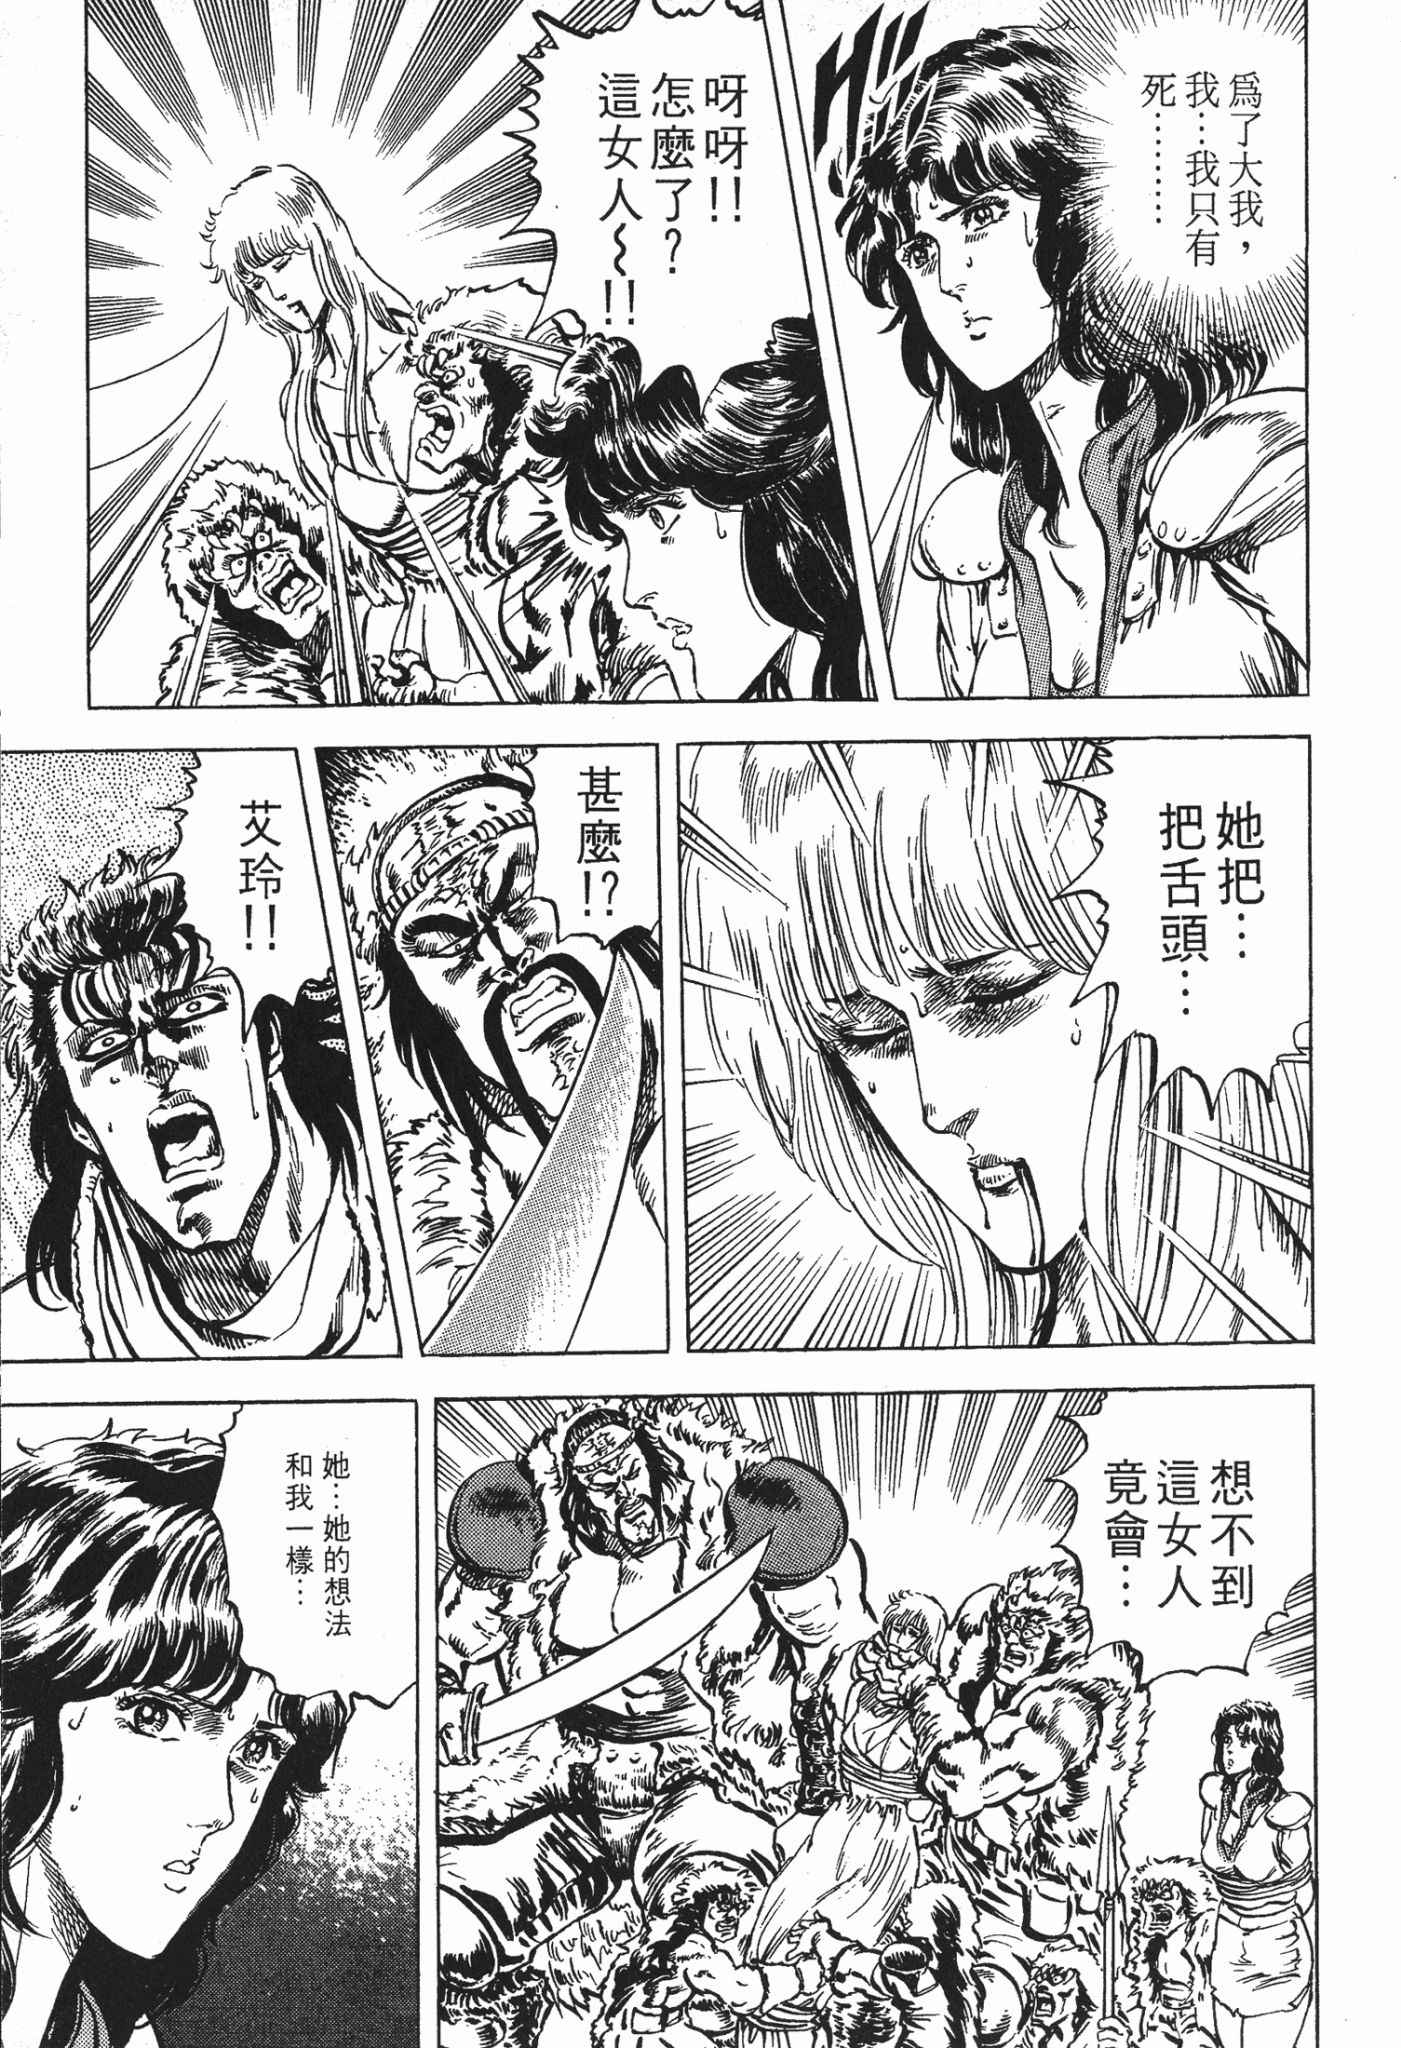 爲了大我，
我…我只有
死………
呀呀!!
怎麼了?
這女人~!!
她把…
把舌頭…
甚麼!?
艾玲!!
想不到
這女人
竟會…
她…她的想法
和我一樣…